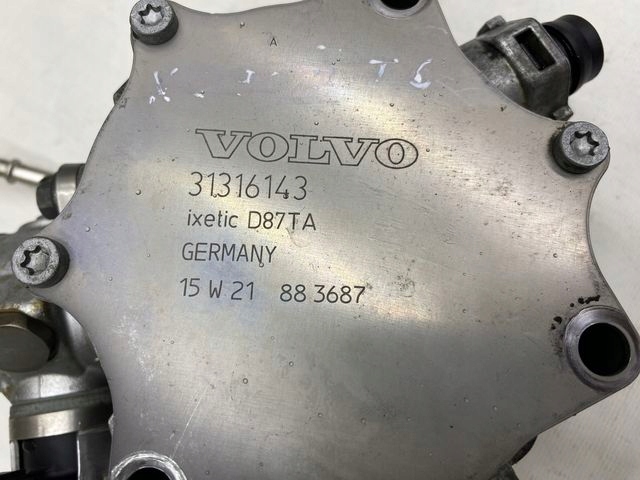 VOLVO
31316143
ixetic D87TA
GERMANY
15 W 21 88 3687